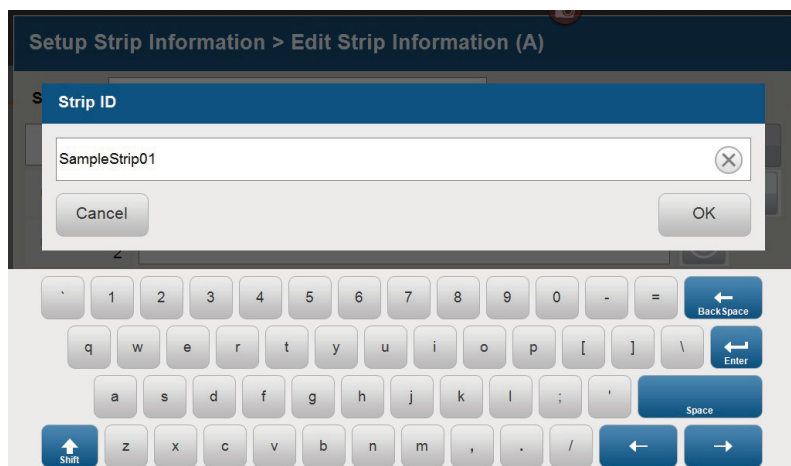 Setup Strip Information > Edit Strip Information (A)
S
Strip ID
SampleStrip01
Cancel OK
2
` 1 2 3 4 5 6 7 8 9 0 - = BackSpace
q w e r t y u i o p [ ] \ Enter
a s d f g h j k l ; ' Space
Shift z x c v b n m , . /